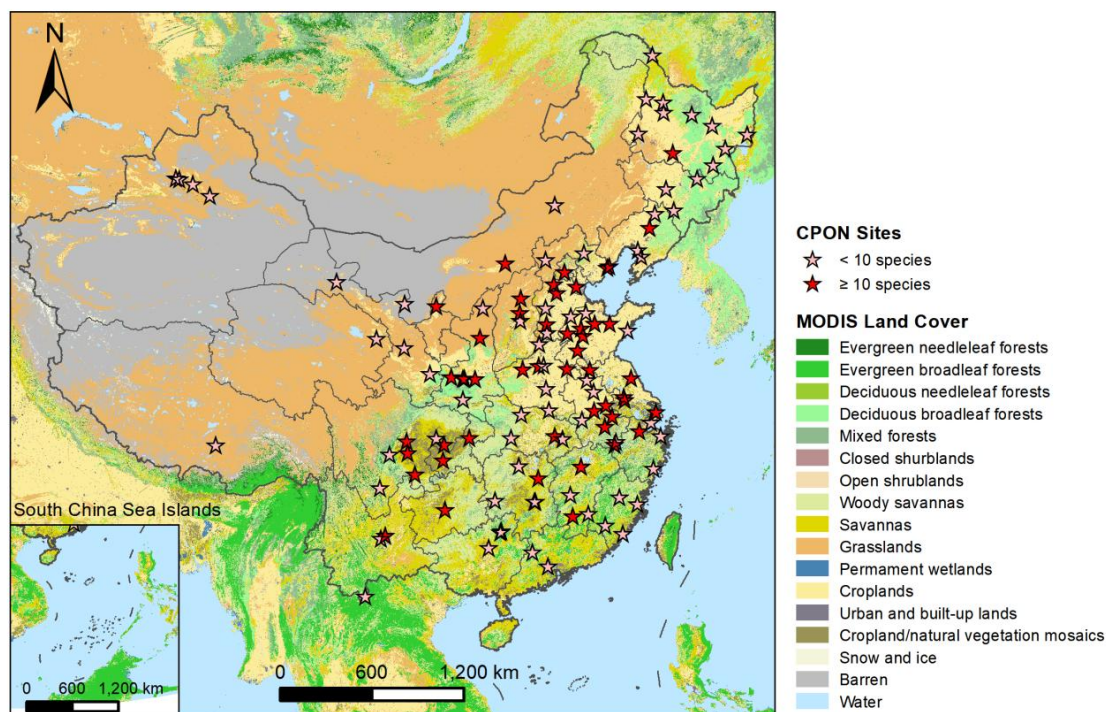 N
South China Sea Islands
0 600 1,200 km
0 600 1,200 km
CPON Sites
< 10 species
≥ 10 species
MODIS Land Cover
Evergreen needleleaf forests
Evergreen broadleaf forests
Deciduous needleleaf forests
Deciduous broadleaf forests
Mixed forests
Closed shurblands
Open shrublands
Woody savannas
Savannas
Grasslands
Permament wetlands
Croplands
Urban and built-up lands
Cropland/natural vegetation mosaics
Snow and ice
Barren
Water